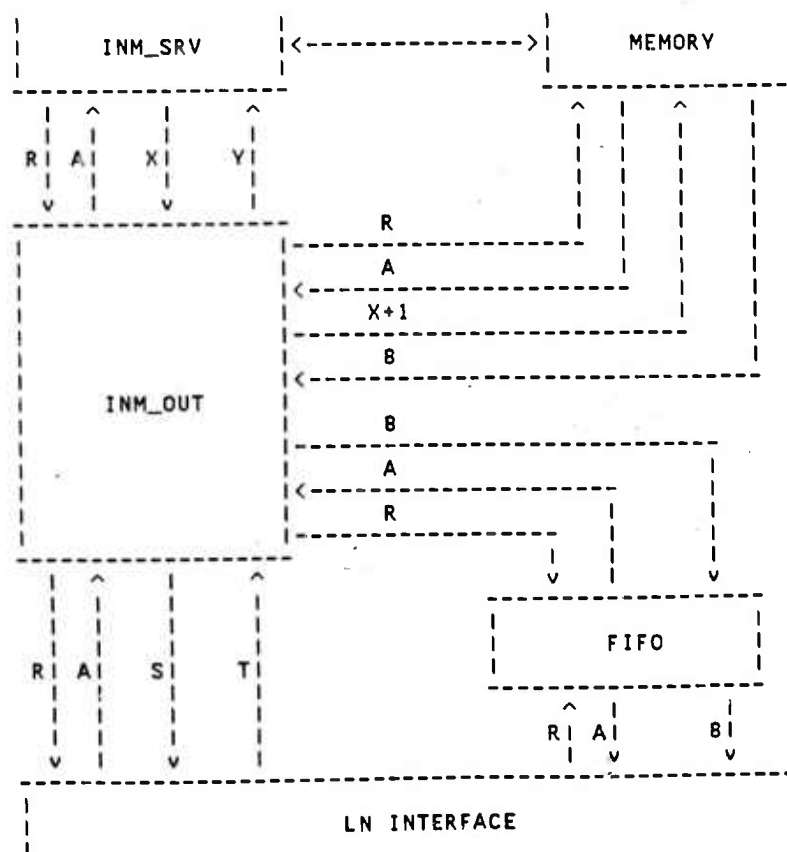 INM_SRV MEMORY
R A X Y
R
A
X+1
B
INM_OUT
B
A
R
FIFO
R A S T
R A B
LN INTERFACE